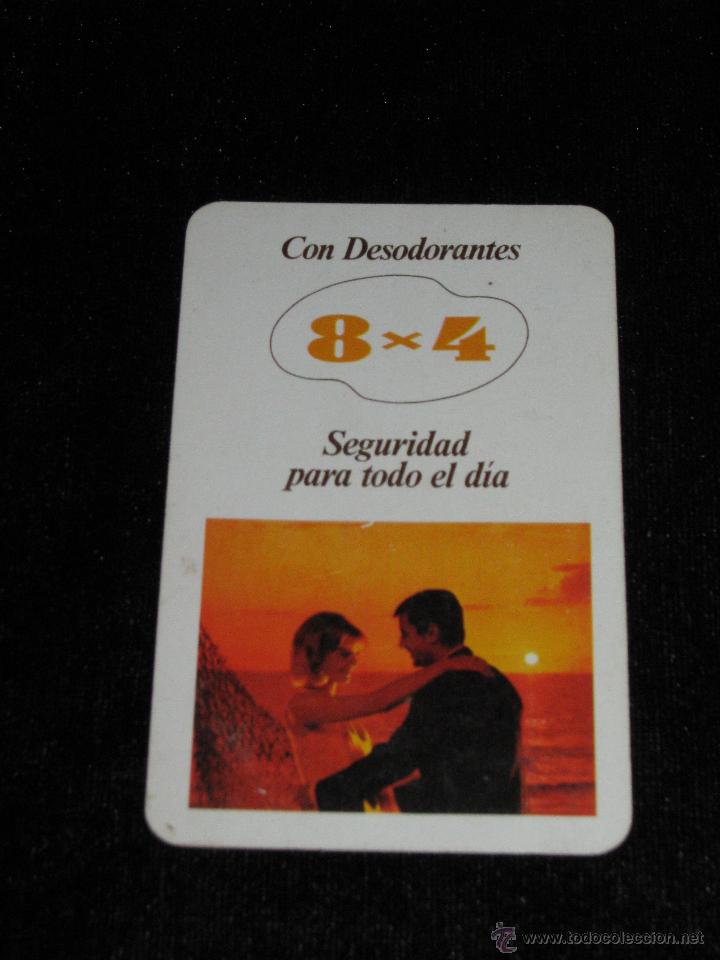 Con Desodorantes
8×4
Seguridad
para todo el día
© www.todocoleccion.net